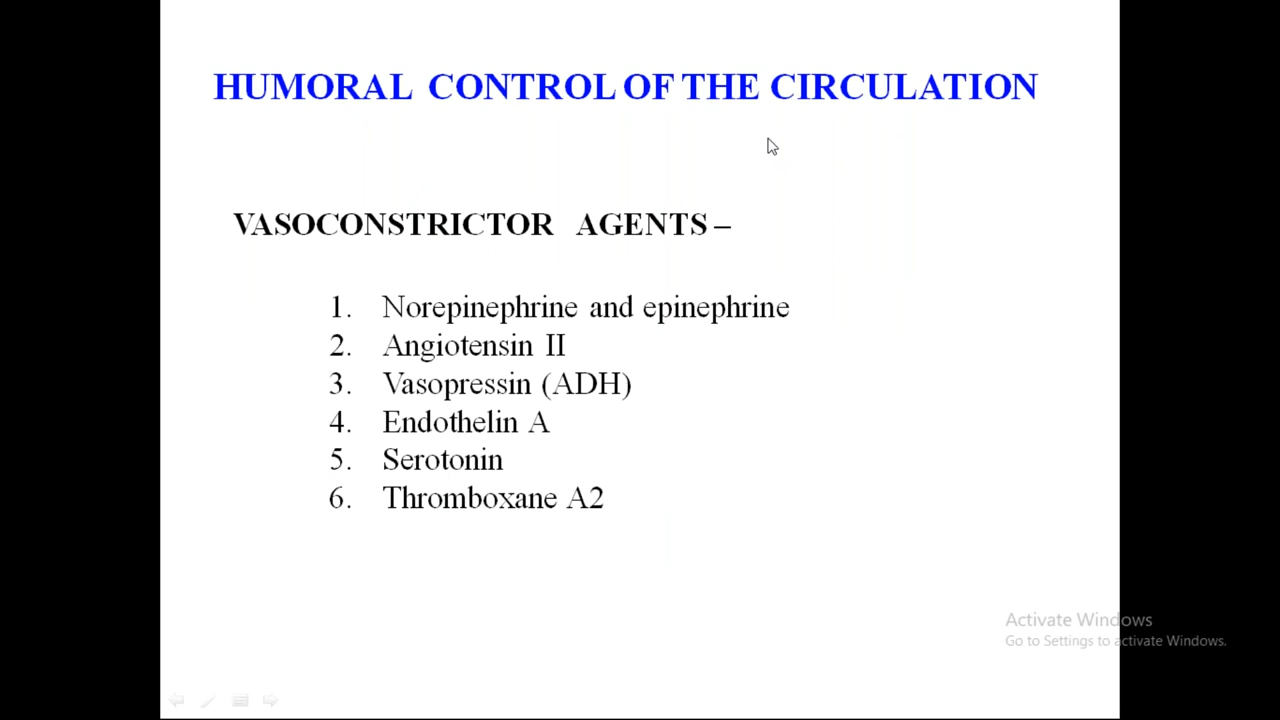 HUMORAL CONTROL OF THE CIRCULATION
VASOCONSTRICTOR AGENTS –
1. Norepinephrine and epinephrine
2. Angiotensin II
3. Vasopressin (ADH)
4. Endothelin A
5. Serotonin
6. Thromboxane A2
Activate Windows
Go to Settings to activate Windows.